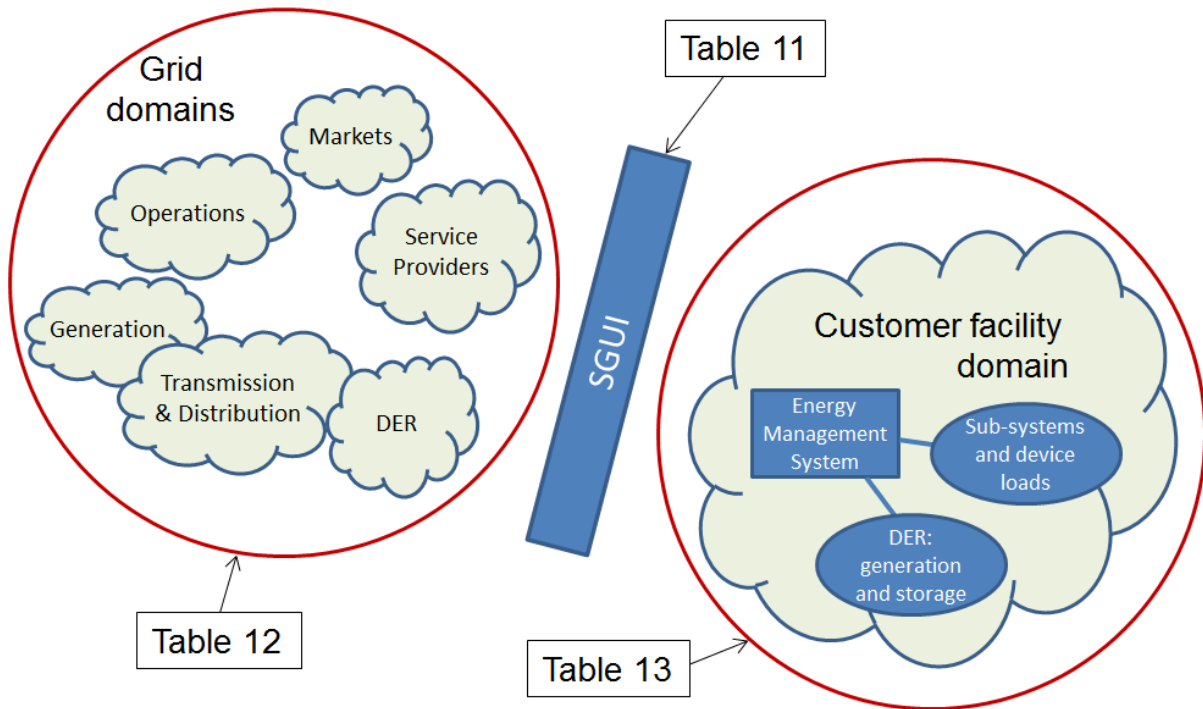 Table 11
Grid
domains
Markets
Operations
Service
Providers
Generation
Transmission
& Distribution
DER
SGUI
Customer facility
domain
Energy
Management
System
Sub-systems
and device
loads
DER:
generation
and storage
Table 12
Table 13